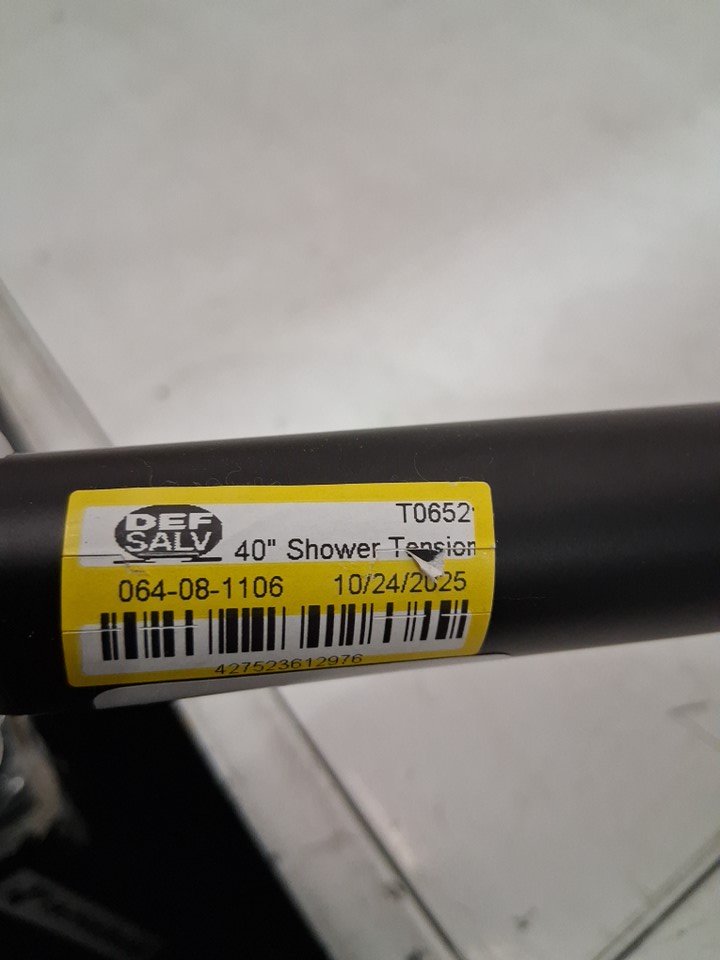 T0652
DEF
SALV
40" Shower Tension
064-08-1106 10/24/2025
427523612976